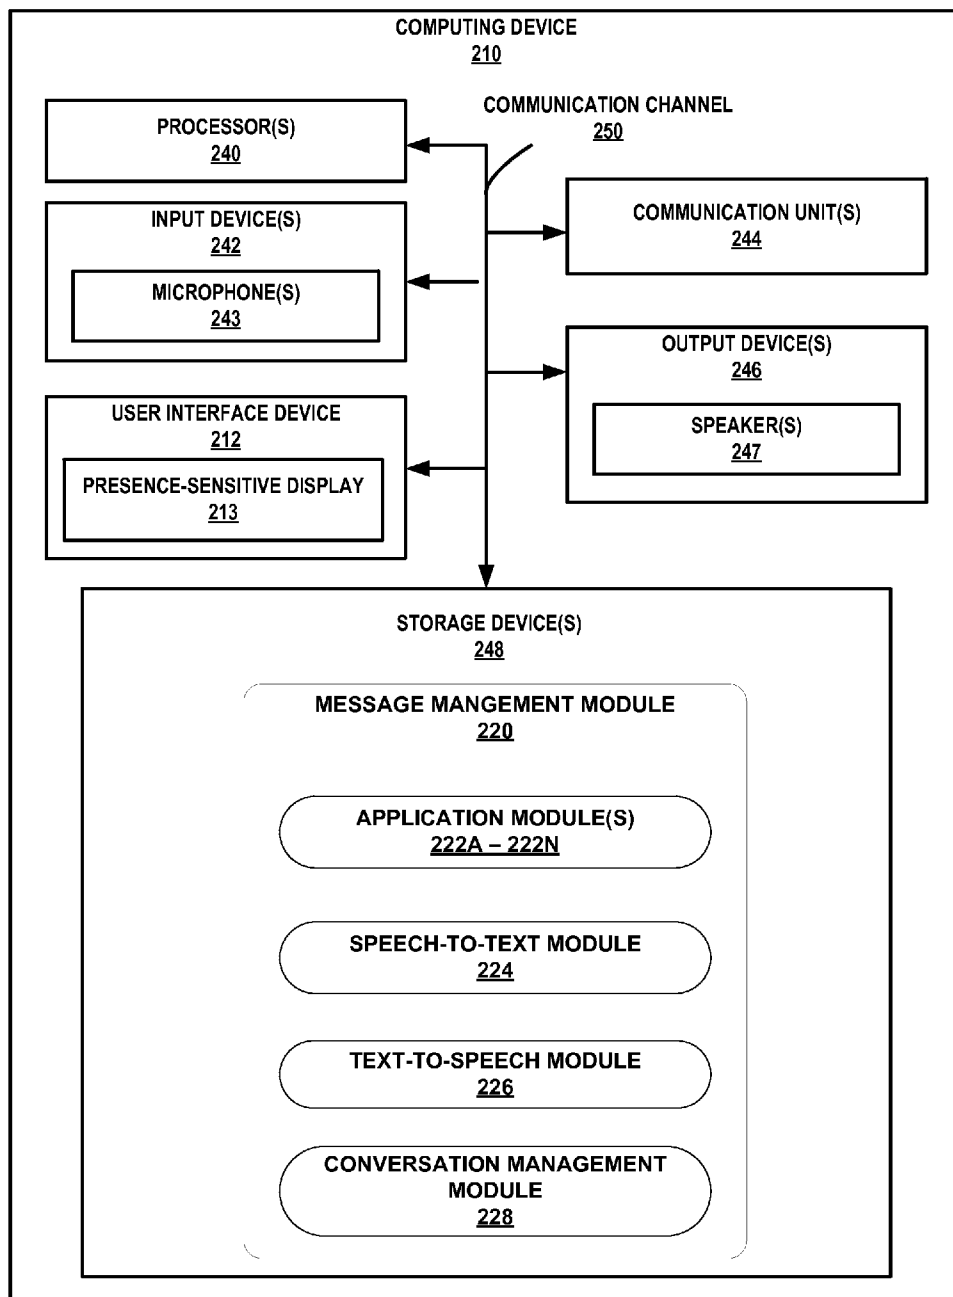 COMPUTING DEVICE
210
COMMUNICATION CHANNEL
250
PROCESSOR(S)
240
INPUT DEVICE(S)
242
MICROPHONE(S)
243
COMMUNICATION UNIT(S)
244
OUTPUT DEVICE(S)
246
SPEAKER(S)
247
USER INTERFACE DEVICE
212
PRESENCE-SENSITIVE DISPLAY
213
STORAGE DEVICE(S)
248
MESSAGE MANGEMENT MODULE
220
APPLICATION MODULE(S)
222A – 222N
SPEECH-TO-TEXT MODULE
224
TEXT-TO-SPEECH MODULE
226
CONVERSATION MANAGEMENT
MODULE
228